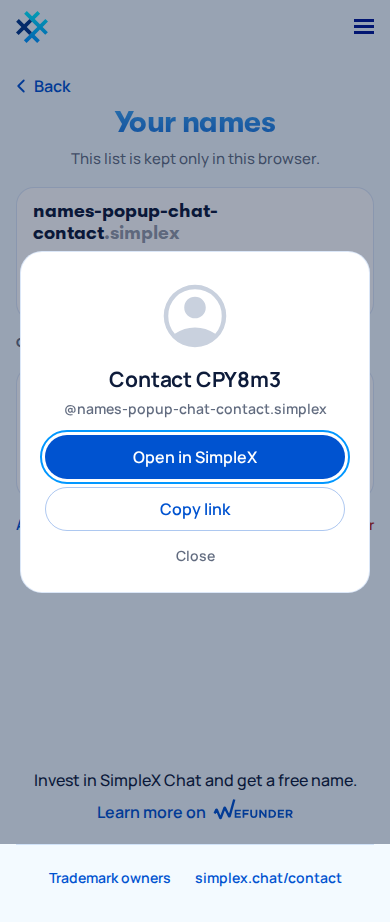 Back
Your names
This list is kept only in this browser.
names-popup-chat-
contact.simplex
Contact CPY8m3
@names-popup-chat-contact.simplex
Open in SimpleX
Copy link
Close
Invest in SimpleX Chat and get a free name.
Learn more on WEFUNDER
Trademark owners simplex.chat/contact